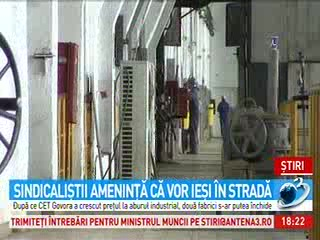 ȘTIRI
SINDICALIȘTII AMENINȚĂ CĂ VOR IEȘI ÎN STRADĂ
După ce CET Govora a crescut prețul la aburul industrial, două fabrici s-ar putea închide
TRIMITEȚI ÎNTREBĂRI PENTRU MINISTRUL MUNCII PE STIRI@ANTENA3.RO
18:22